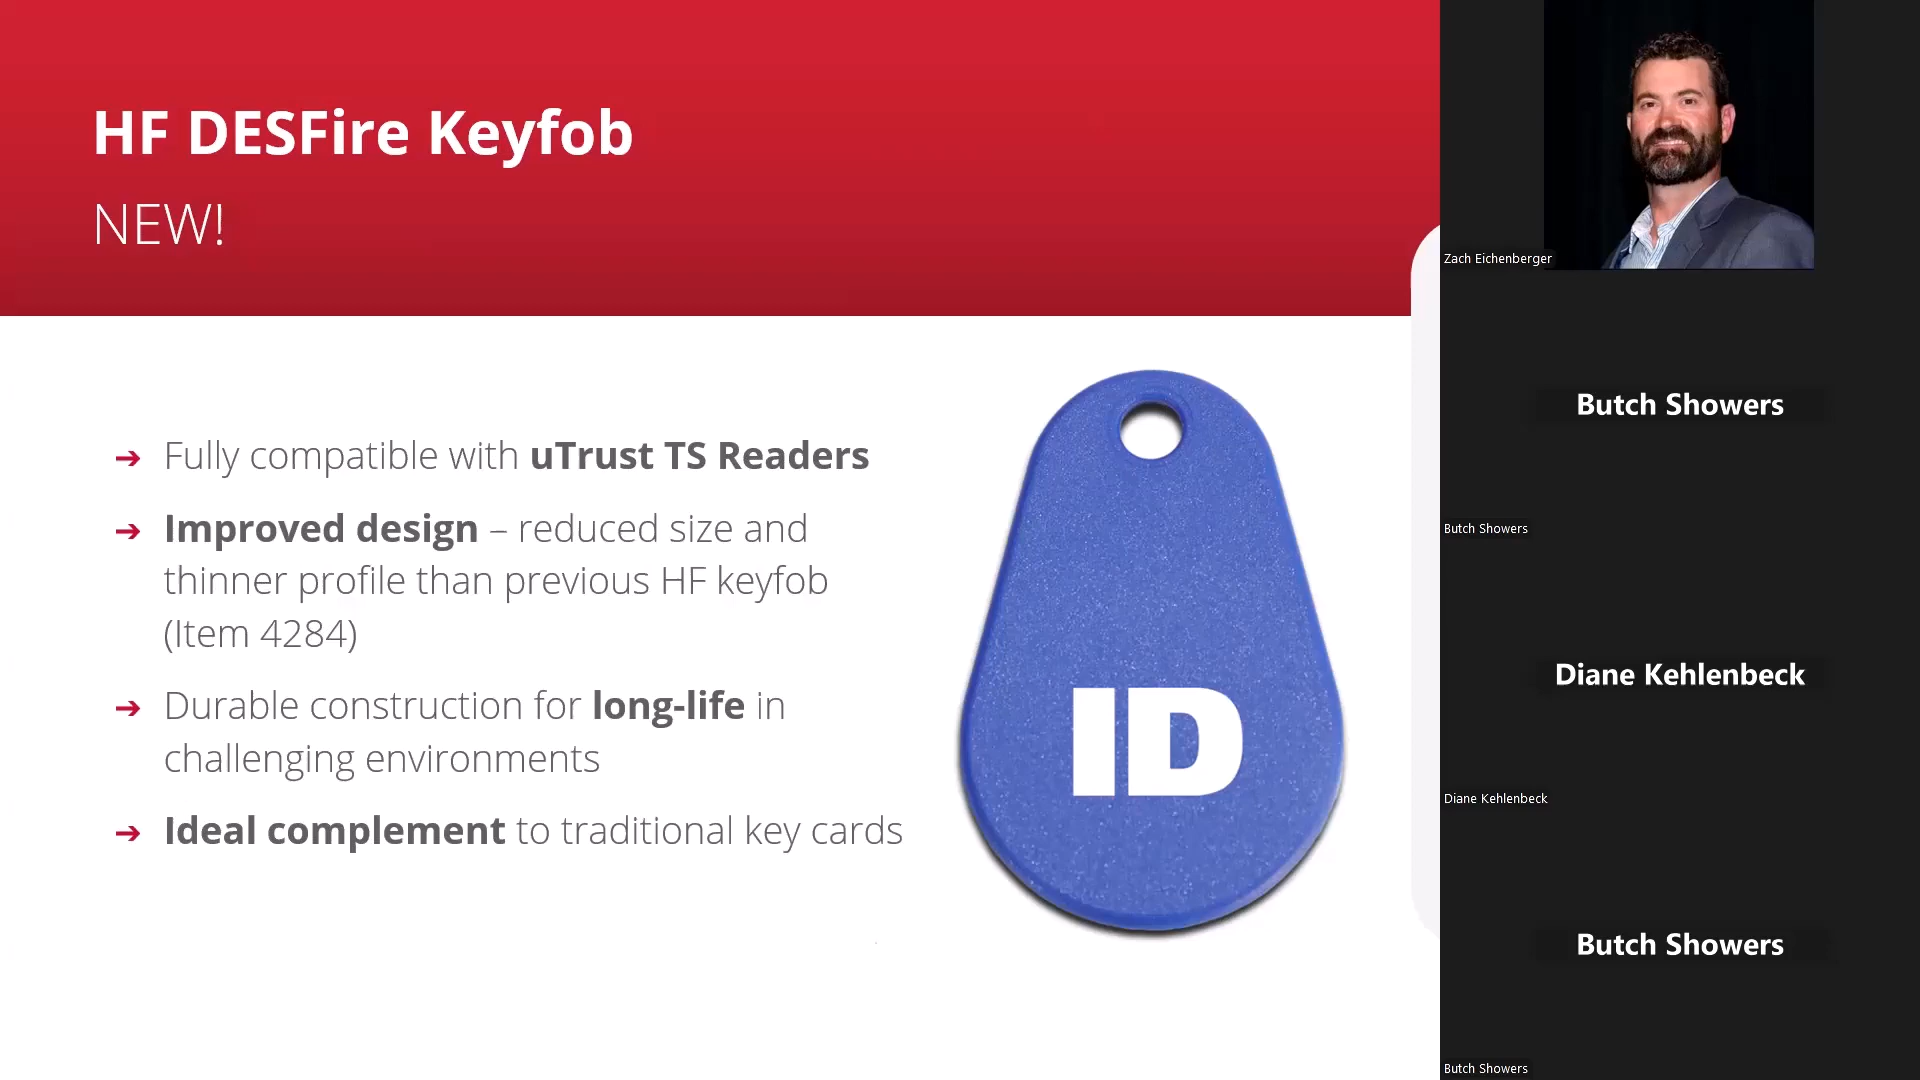 HF DESFire Keyfob
NEW!
➔ Fully compatible with uTrust TS Readers
➔ Improved design – reduced size and
thinner profile than previous HF keyfob
(Item 4284)
➔ Durable construction for long-life in
challenging environments
➔ Ideal complement to traditional key cards
ID
Zach Eichenberger
Butch Showers
Butch Showers
Diane Kehlenbeck
Diane Kehlenbeck
Butch Showers
Butch Showers